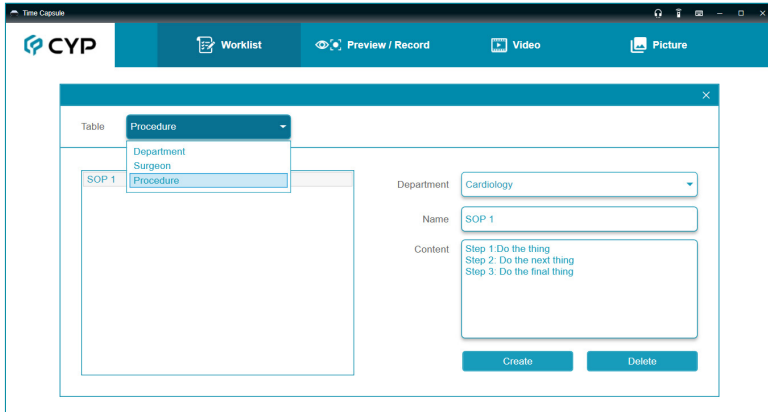 Time Capsule
CYP
Worklist
Preview / Record
Video
Picture
Table
Procedure
Department
Surgeon
Procedure
SOP 1
Department
Cardiology
Name
SOP 1
Content
Step 1:Do the thing
Step 2: Do the next thing
Step 3: Do the final thing
Create
Delete